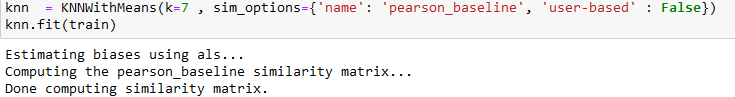 knn  = KNNWithMeans(k=7 , sim_options={'name': 'pearson_baseline', 'user-based' : False})
knn.fit(train)
Estimating biases using als...
Computing the pearson_baseline similarity matrix...
Done computing similarity matrix.